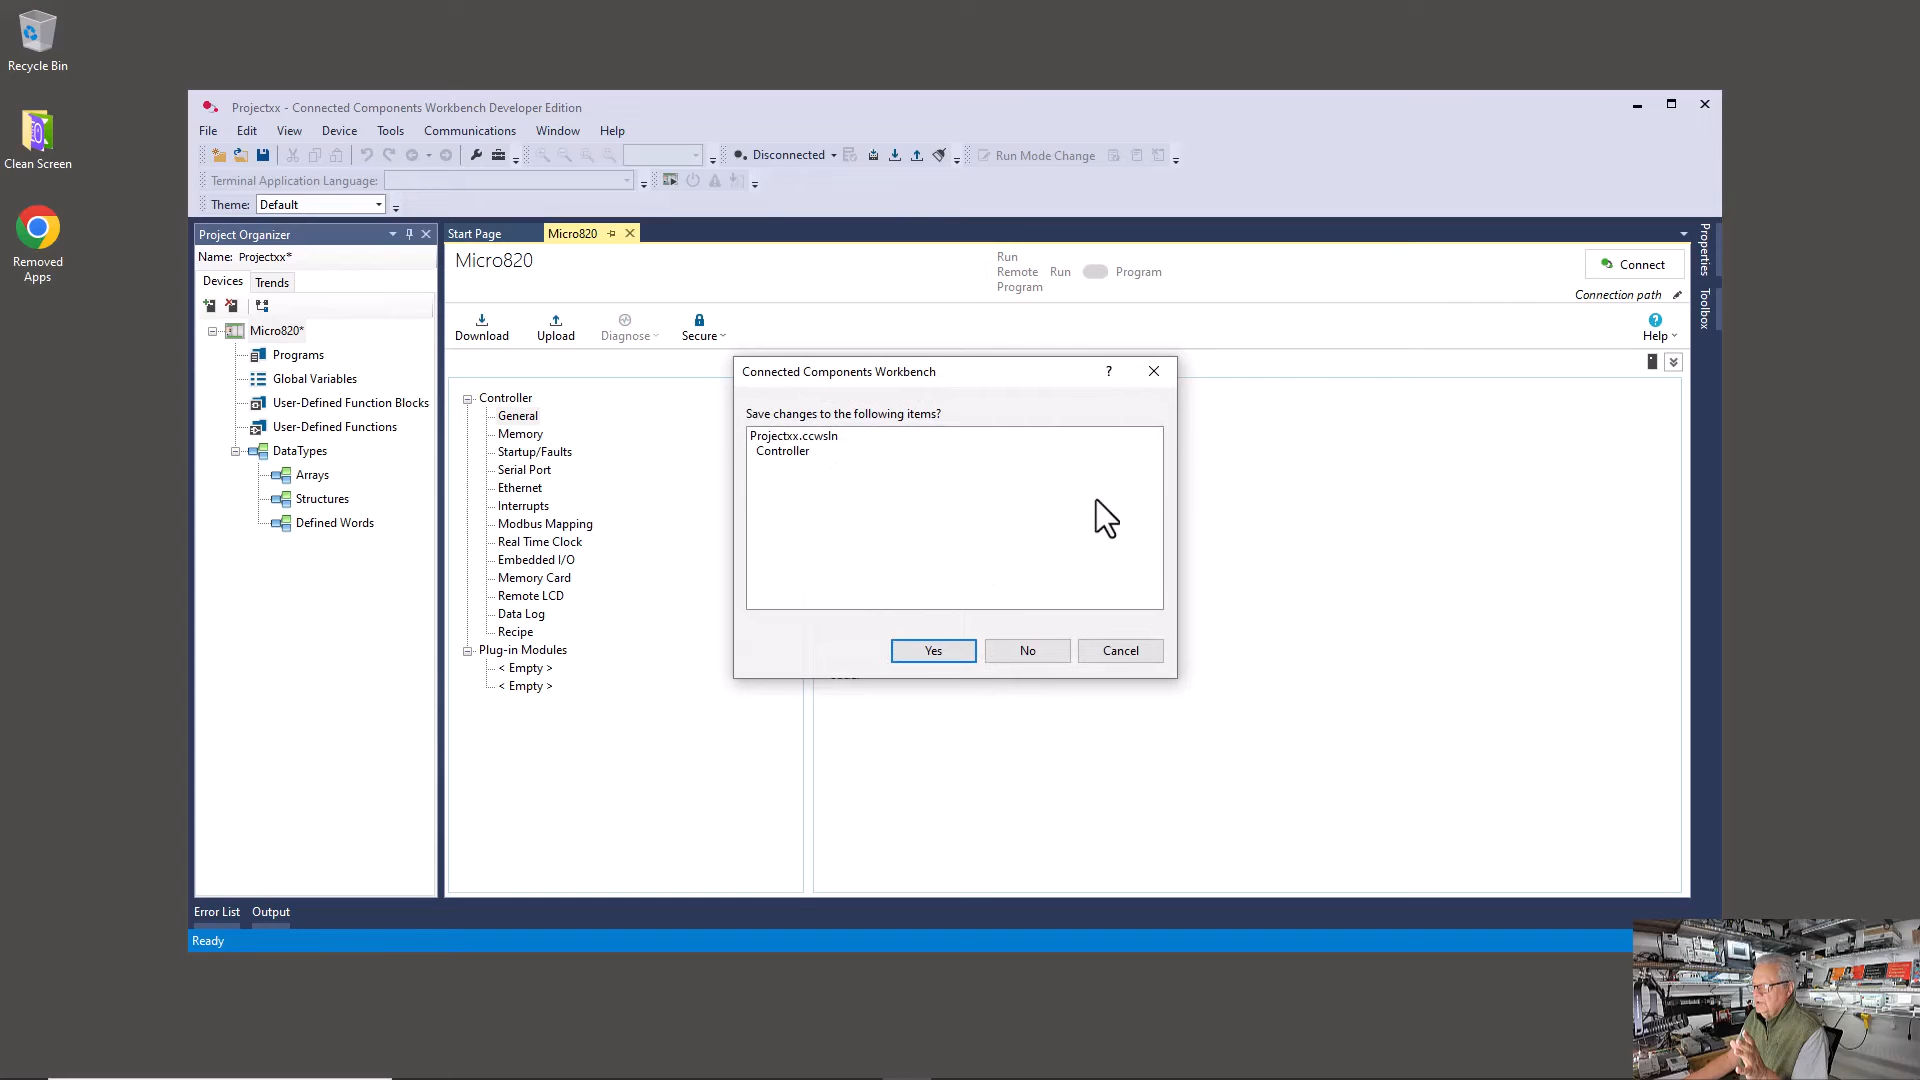 Recycle Bin
Clean Screen
Removed
Apps
Projectxx - Connected Components Workbench Developer Edition
File Edit View Device Tools Communications Window Help
Disconnected Run Mode Change
Terminal Application Language:
Theme: Default
Project Organizer
Name: Projectxx*
Devices Trends
Micro820*
Programs
Global Variables
User-Defined Function Blocks
User-Defined Functions
DataTypes
Arrays
Structures
Defined Words
Start Page Micro820
Micro820
Run
Remote Run Program
Program
Connect
Connection path
Download Upload Diagnose Secure Help
Properties
Toolbox
Controller
General
Memory
Startup/Faults
Serial Port
Ethernet
Interrupts
Modbus Mapping
Real Time Clock
Embedded I/O
Memory Card
Remote LCD
Data Log
Recipe
Plug-in Modules
< Empty >
< Empty >
Connected Components Workbench ?
Save changes to the following items?
Projectxx.ccwsln
Controller
Yes No Cancel
Error List Output
Ready